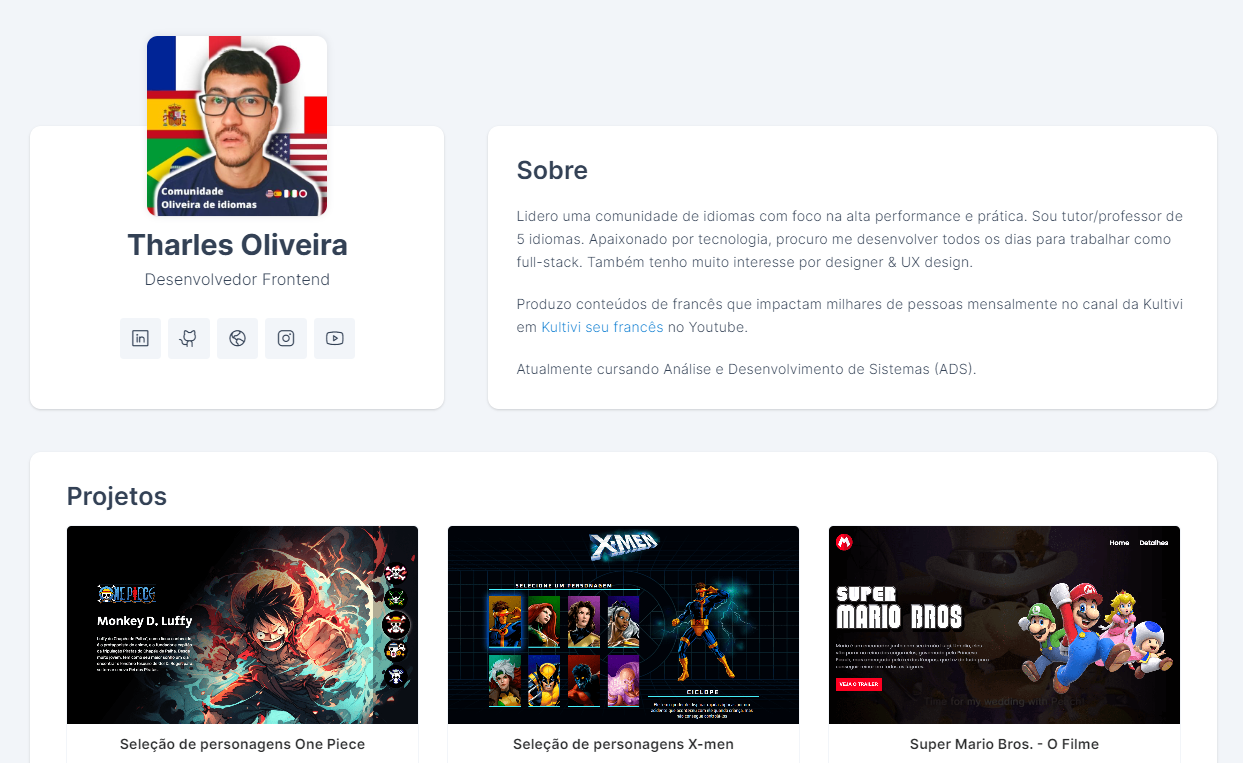 Comunidade
Oliveira de idiomas
Tharles Oliveira
Desenvolvedor Frontend
Sobre
Lidero uma comunidade de idiomas com foco na alta performance e prática. Sou tutor/professor de
5 idiomas. Apaixonado por tecnologia, procuro me desenvolver todos os dias para trabalhar como
full-stack. Também tenho muito interesse por designer & UX design.
Produzo conteúdos de francês que impactam milhares de pessoas mensalmente no canal da Kultivi
em Kultivi seu francês no Youtube.
Atualmente cursando Análise e Desenvolvimento de Sistemas (ADS).
Projetos
ONE PIECE
Monkey D. Luffy
X-MEN
SELECIONE UM PERSONAGEM
CICLOPE
Home Detalhes
SUPER
MARIO BROS
VEJA O TRAILER
Time for my wedding with
Seleção de personagens One Piece
Seleção de personagens X-men
Super Mario Bros. - O Filme